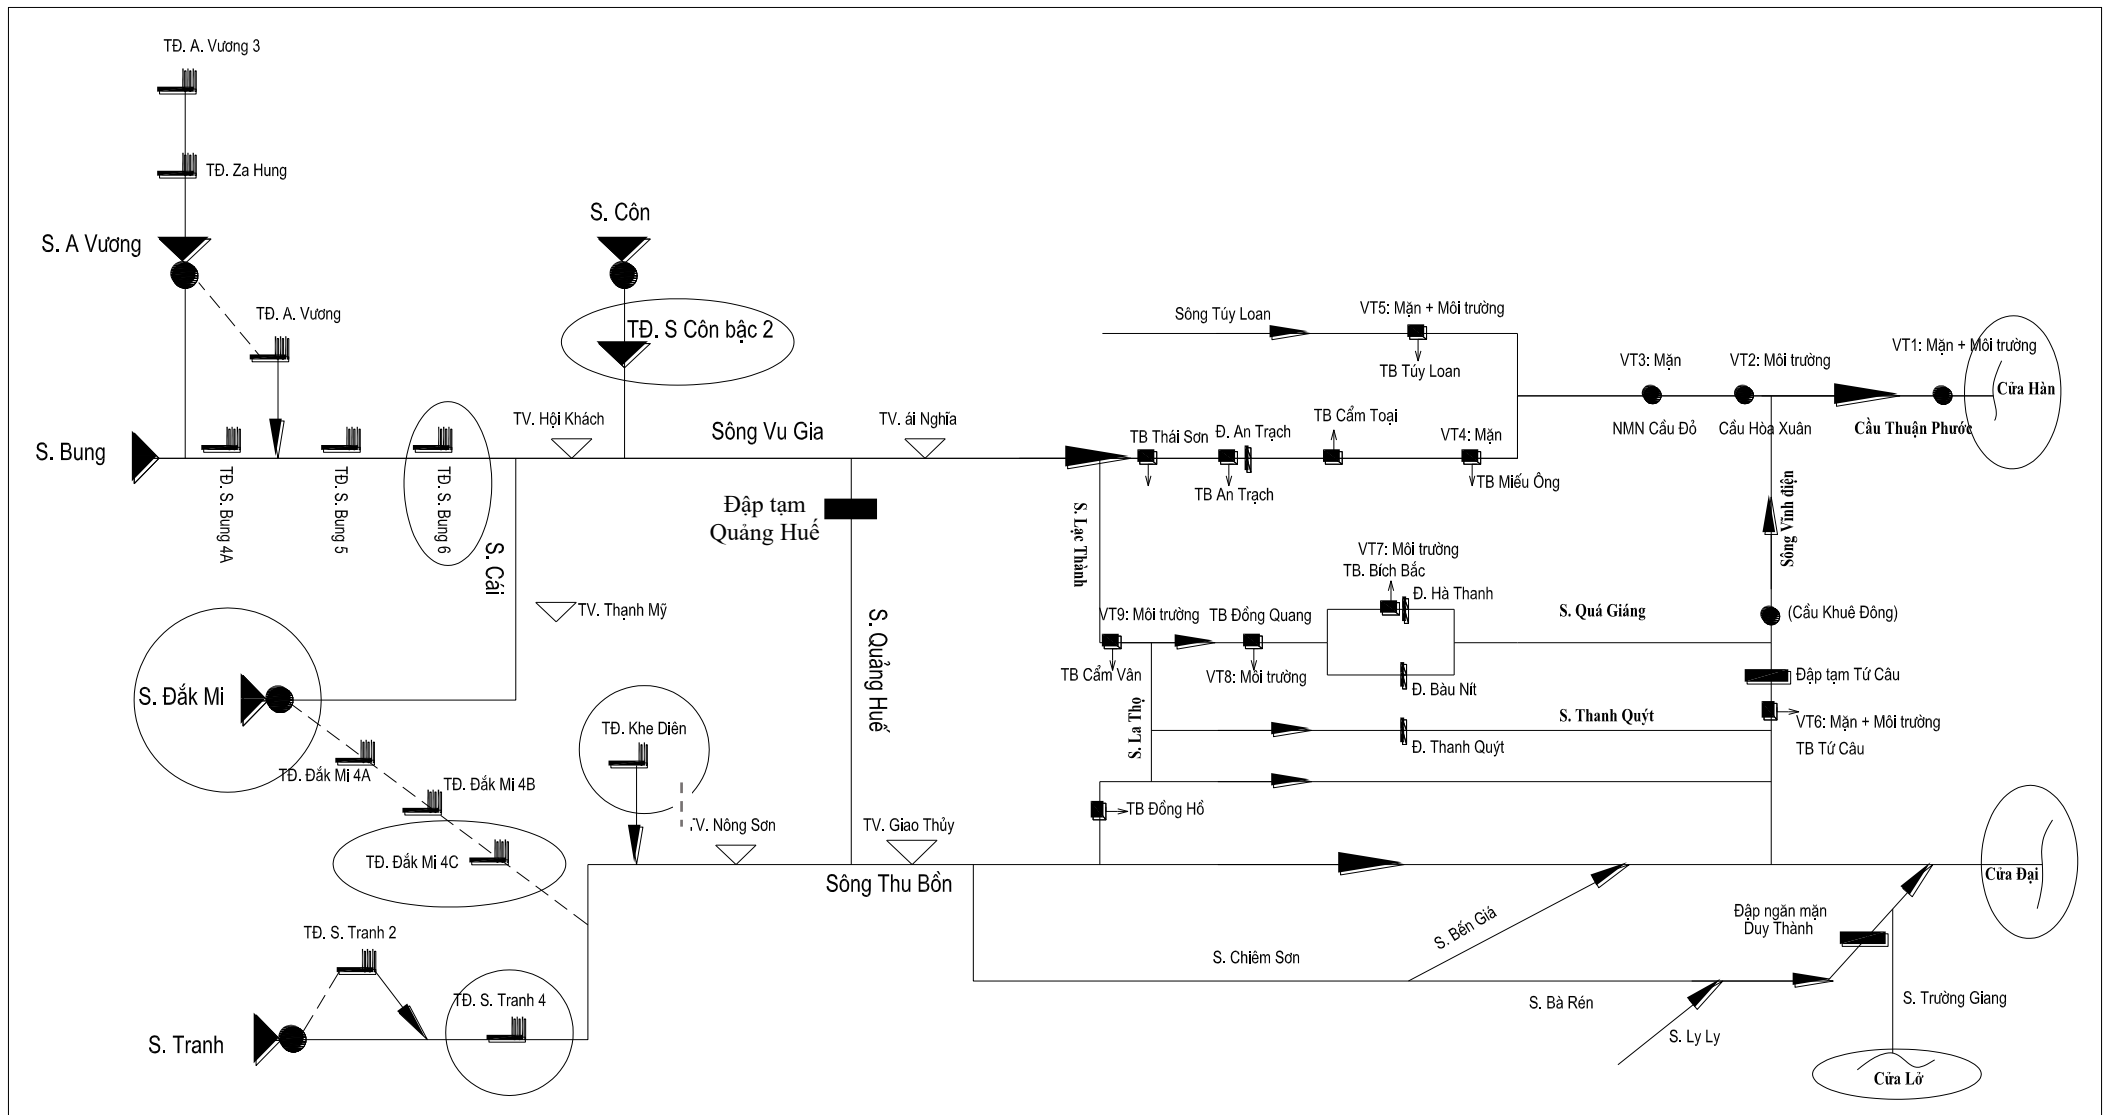 TĐ. A. Vương 3
TĐ. Za Hung
S. Côn
S. A Vương
TĐ. A. Vương
TĐ. S Côn bậc 2
Sông Túy Loan
VT5: Mặn + Môi trường
TB Túy Loan
VT3: Mặn
VT2: Môi trường
VT1: Mặn + Môi trường
Cửa Hàn
NMN Cầu Đỏ
Cầu Hòa Xuân
Cầu Thuận Phước
TV. Hội Khách
Sông Vu Gia
TV. ái Nghĩa
TB Thái Sơn
Đ. An Trạch
TB Cẩm Toại
VT4: Mặn
S. Bung
TB An Trạch
TB Miếu Ông
TĐ. S. Bung 4A
TĐ. S. Bung 5
TĐ. S. Bung 6
Đập tạm
Quảng Huế
S. Cái
S. Lạc Thành
Sông Vĩnh điện
VT7: Môi trường
TB. Bích Bắc
Đ. Hà Thanh
TV. Thạnh Mỹ
S. Quảng Huế
VT9: Môi trường
TB Đồng Quang
S. Quá Giáng
(Cầu Khuê Đông)
TB Cẩm Vân
VT8: Môi trường
Đ. Bàu Nít
Đập tạm Tứ Câu
S. Đắk Mi
S. La Thọ
S. Thanh Quýt
VT6: Mặn + Môi trường
TB Tứ Câu
TĐ. Khe Diên
Đ. Thanh Quýt
TĐ. Đắk Mi 4A
TĐ. Đắk Mi 4B
TB Đồng Hồ
TV. Nông Sơn
TV. Giao Thủy
TĐ. Đắk Mi 4C
Sông Thu Bồn
Cửa Đại
Đập ngăn mặn
Duy Thành
S. Bến Giá
TĐ. S. Tranh 2
S. Chiêm Sơn
TĐ. S. Tranh 4
S. Bà Rén
S. Trường Giang
S. Tranh
S. Ly Ly
Cửa Lở